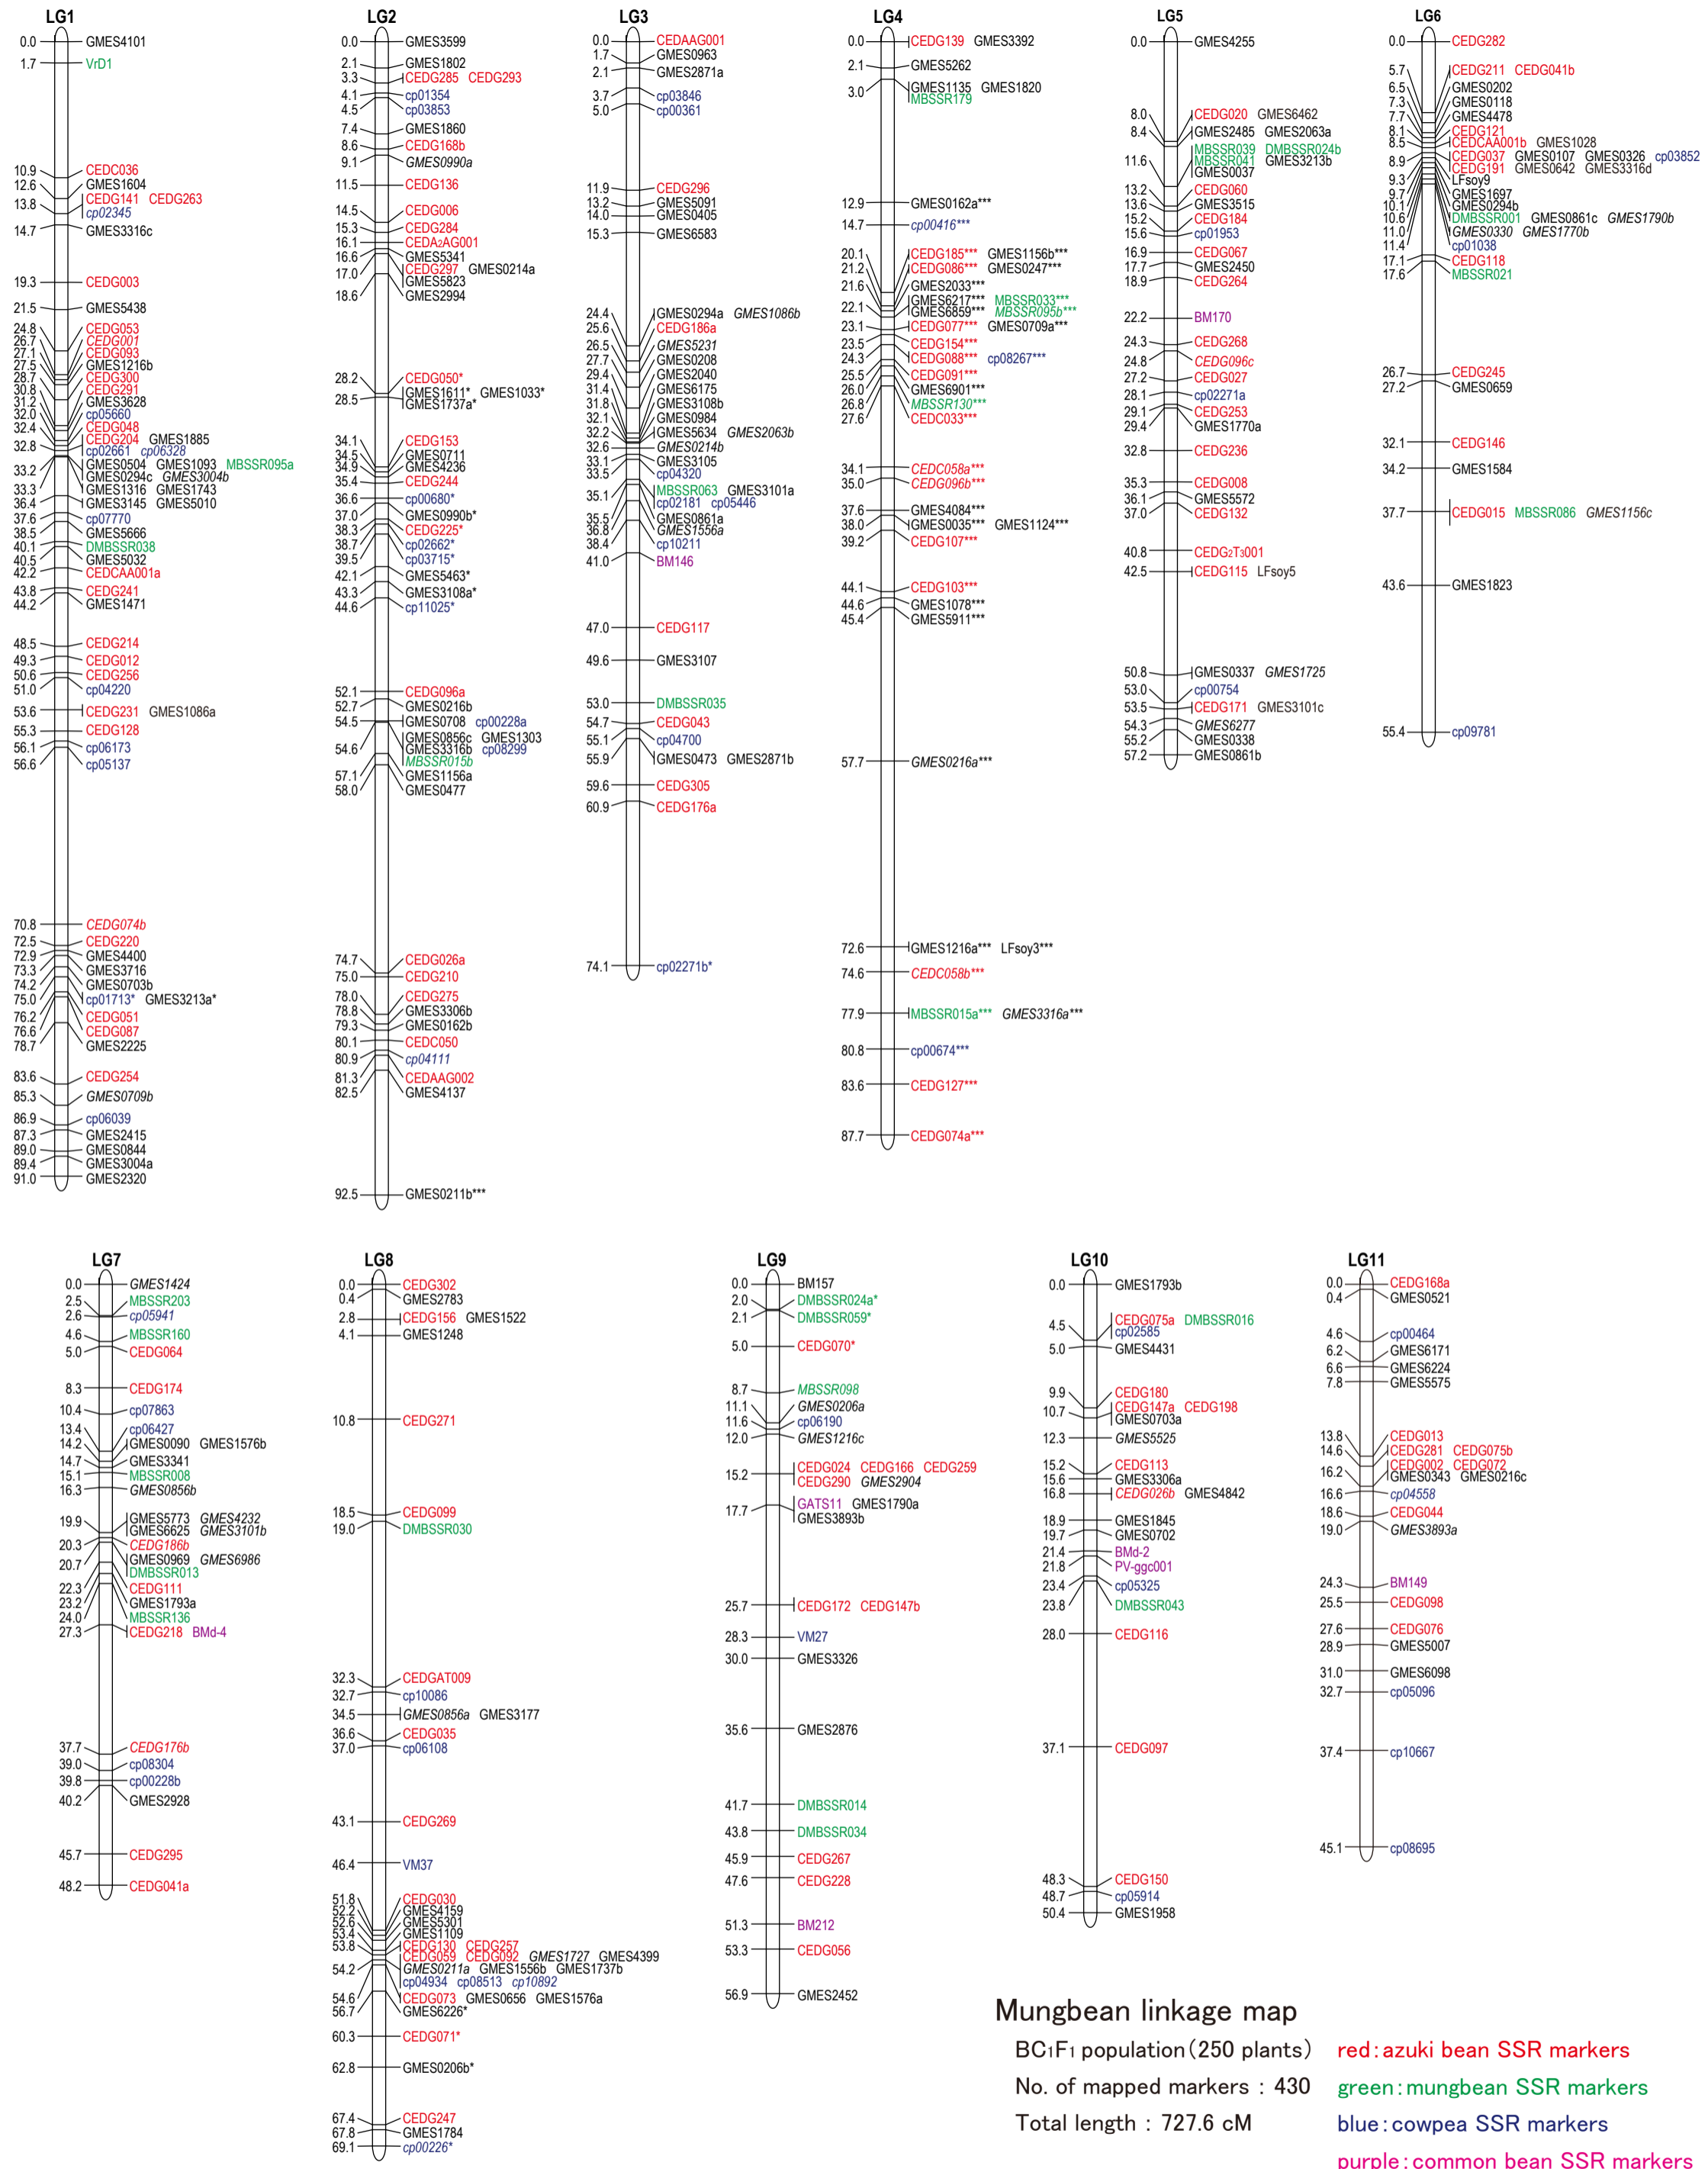 LG1
0.0 GMES4101
1.7 VrD1
10.9 CEDC036
12.6 GMES1604
13.8 CEDG141 CEDG263
cp02345
14.7 GMES3316c
19.3 CEDG003
21.5 GMES5438
24.8 CEDG053
26.7 CEDG001
27.1 CEDG093
27.5 GMES1216b
28.7 CEDG300
30.8 CEDG291
31.2 GMES3628
32.0 cp05660
32.4 CEDG048
32.8 CEDG204 GMES1885
cp02661 cp06328
33.2 GMES0504 GMES1093 MBSSR095a
GMES0294c GMES3004b
33.3 GMES1316 GMES1743
36.4 GMES3145 GMES5010
37.6 cp07770
38.5 GMES5666
40.1 DMBSSR038
40.5 GMES5032
42.2 CEDCAA001a
43.8 CEDG241
44.2 GMES1471
48.5 CEDG214
49.3 CEDG012
50.6 CEDG256
51.0 cp04220
53.6 CEDG231 GMES1086a
55.3 CEDG128
56.1 cp06173
56.6 cp05137
70.8 CEDG074b
72.5 CEDG220
72.9 GMES4400
73.3 GMES3716
74.2 GMES0703b
75.0 cp01713* GMES3213a*
76.2 CEDG051
76.6 CEDG087
78.7 GMES2225
83.6 CEDG254
85.3 GMES0709b
86.9 cp06039
87.3 GMES2415
89.0 GMES0844
89.4 GMES3004a
91.0 GMES2320
LG2
0.0 GMES3599
2.1 GMES1802
3.3 CEDG285 CEDG293
4.1 cp01354
4.5 cp03853
7.4 GMES1860
8.6 CEDG168b
9.1 GMES0990a
11.5 CEDG136
14.5 CEDG006
15.3 CEDG284
16.1 CEDA2AG001
16.6 GMES5341
17.0 CEDG297 GMES0214a
GMES5823
18.6 GMES2994
28.2 CEDG050*
28.5 GMES1611* GMES1033*
GMES1737a*
34.1 CEDG153
34.5 GMES0711
34.9 GMES4236
35.4 CEDG244
36.6 cp00680*
37.0 GMES0990b*
38.3 CEDG225*
38.7 cp02662*
39.5 cp03715*
42.1 GMES5463*
43.3 GMES3108a*
44.6 cp11025*
52.1 CEDG096a
52.7 GMES0216b
54.5 GMES0708 cp00228a
54.6 GMES0856c GMES1303
GMES3316b cp08299
MBSSR015b
57.1 GMES1156a
58.0 GMES0477
74.7 CEDG026a
75.0 CEDG210
78.0 CEDG275
78.8 GMES3306b
79.3 GMES0162b
80.1 CEDC050
80.9 cp04111
81.3 CEDAAG002
82.5 GMES4137
92.5 GMES0211b***
LG3
0.0 CEDAAG001
1.7 GMES0963
2.1 GMES2871a
3.7 cp03846
5.0 cp00361
11.9 CEDG296
13.2 GMES5091
14.0 GMES0405
15.3 GMES6583
24.4 GMES0294a GMES1086b
25.6 CEDG186a
26.5 GMES5231
27.7 GMES0208
29.4 GMES2040
31.4 GMES6175
31.8 GMES3108b
32.1 GMES0984
32.2 GMES5634 GMES2063b
32.6 GMES0214b
33.1 GMES3105
33.5 cp04320
35.1 MBSSR063 GMES3101a
cp02181 cp05446
35.5 GMES0861a
36.8 GMES1556a
38.4 cp10211
41.0 BM146
47.0 CEDG117
49.6 GMES3107
53.0 DMBSSR035
54.7 CEDG043
55.1 cp04700
55.9 GMES0473 GMES2871b
59.6 CEDG305
60.9 CEDG176a
74.1 cp02271b*
LG4
0.0 CEDG139 GMES3392
2.1 GMES5262
3.0 GMES1135 GMES1820
MBSSR179
12.9 GMES0162a***
14.7 cp00416***
20.1 CEDG185*** GMES1156b***
21.2 CEDG086*** GMES0247***
21.6 GMES2033***
22.1 GMES6217*** MBSSR033***
GMES6859*** MBSSR095b***
23.1 CEDG077*** GMES0709a***
23.5 CEDG154***
24.3 CEDG088*** cp08267***
25.5 CEDG091***
26.0 GMES6901***
26.8 MBSSR130***
27.6 CEDC033***
34.1 CEDC058a***
35.0 CEDG096b***
37.6 GMES4084***
38.0 GMES0035*** GMES1124***
39.2 CEDG107***
44.1 CEDG103***
44.6 GMES1078***
45.4 GMES5911***
57.7 GMES0216a***
72.6 GMES1216a*** LFsoy3***
74.6 CEDC058b***
77.9 MBSSR015a*** GMES3316a***
80.8 cp00674***
83.6 CEDG127***
87.7 CEDG074a***
LG5
0.0 GMES4255
8.0 CEDG020 GMES6462
8.4 GMES2485 GMES2063a
11.6 MBSSR039 DMBSSR024b
MBSSR041 GMES3213b
GMES0037
13.2 CEDG060
13.6 GMES3515
15.2 CEDG184
15.6 cp01953
16.9 CEDG067
17.7 GMES2450
18.9 CEDG264
22.2 BM170
24.3 CEDG268
24.8 CEDG096c
27.2 CEDG027
28.1 cp02271a
29.1 CEDG253
29.4 GMES1770a
32.8 CEDG236
35.3 CEDG008
36.1 GMES5572
37.0 CEDG132
40.8 CEDG2T3001
42.5 CEDG115 LFsoy5
50.8 GMES0337 GMES1725
53.0 cp00754
53.5 CEDG171 GMES3101c
54.3 GMES6277
55.2 GMES0338
57.2 GMES0861b
LG6
0.0 CEDG282
5.7 CEDG211 CEDG041b
6.5 GMES0202
7.3 GMES0118
7.7 GMES4478
8.1 CEDG121
8.5 CEDCAA001b GMES1028
8.9 CEDG037 GMES0107 GMES0326 cp03852
CEDG191 GMES0642 GMES3316d
9.3 LFsoy9
9.7 GMES1697
10.1 GMES0294b
10.6 DMBSSR001 GMES0861c GMES1790b
11.0 GMES0330 GMES1770b
11.4 cp01038
17.1 CEDG118
17.6 MBSSR021
26.7 CEDG245
27.2 GMES0659
32.1 CEDG146
34.2 GMES1584
37.7 CEDG015 MBSSR086 GMES1156c
43.6 GMES1823
55.4 cp09781
LG7
0.0 GMES1424
2.5 MBSSR203
2.6 cp05941
4.6 MBSSR160
5.0 CEDG064
8.3 CEDG174
10.4 cp07863
13.4 cp06427
14.2 GMES0090 GMES1576b
14.7 GMES3341
15.1 MBSSR008
16.3 GMES0856b
19.9 GMES5773 GMES4232
GMES6625 GMES3101b
20.3 CEDG186b
20.7 GMES0969 GMES6986
DMBSSR013
22.3 CEDG111
23.2 GMES1793a
24.0 MBSSR136
27.3 CEDG218 BMd-4
37.7 CEDG176b
39.0 cp08304
39.8 cp00228b
40.2 GMES2928
45.7 CEDG295
48.2 CEDG041a
LG8
0.0 CEDG302
0.4 GMES2783
2.8 CEDG156 GMES1522
4.1 GMES1248
10.8 CEDG271
18.5 CEDG099
19.0 DMBSSR030
32.3 CEDGAT009
32.7 cp10086
34.5 GMES0856a GMES3177
36.6 CEDG035
37.0 cp06108
43.1 CEDG269
46.4 VM37
51.8 CEDG030
52.2 GMES4159
52.6 GMES5301
53.4 GMES1109
53.8 CEDG130 CEDG257
54.2 CEDG059 CEDG092 GMES1727 GMES4399
GMES0211a GMES1556b GMES1737b
cp04934 cp08513 cp10892
54.6 CEDG073 GMES0656 GMES1576a
56.7 GMES6226*
60.3 CEDG071*
62.8 GMES0206b*
67.4 CEDG247
67.8 GMES1784
69.1 cp00226*
LG9
0.0 BM157
2.0 DMBSSR024a*
2.1 DMBSSR059*
5.0 CEDG070*
8.7 MBSSR098
11.1 GMES0206a
11.6 cp06190
12.0 GMES1216c
15.2 CEDG024 CEDG166 CEDG259
CEDG290 GMES2904
17.7 GATS11 GMES1790a
GMES3893b
25.7 CEDG172 CEDG147b
28.3 VM27
30.0 GMES3326
35.6 GMES2876
41.7 DMBSSR014
43.8 DMBSSR034
45.9 CEDG267
47.6 CEDG228
51.3 BM212
53.3 CEDG056
56.9 GMES2452
LG10
0.0 GMES1793b
4.5 CEDG075a DMBSSR016
cp02585
5.0 GMES4431
9.9 CEDG180
10.7 CEDG147a CEDG198
GMES0703a
12.3 GMES5525
15.2 CEDG113
15.6 GMES3306a
16.8 CEDG026b GMES4842
18.9 GMES1845
19.7 GMES0702
21.4 BMd-2
21.8 PV-ggc001
23.4 cp05325
23.8 DMBSSR043
28.0 CEDG116
37.1 CEDG097
48.3 CEDG150
48.7 cp05914
50.4 GMES1958
LG11
0.0 CEDG168a
0.4 GMES0521
4.6 cp00464
6.2 GMES6171
6.6 GMES6224
7.8 GMES5575
13.8 CEDG013
14.6 CEDG281 CEDG075b
16.2 CEDG002 CEDG072
GMES0343 GMES0216c
16.6 cp04558
18.6 CEDG044
19.0 GMES3893a
24.3 BM149
25.5 CEDG098
27.6 CEDG076
28.9 GMES5007
31.0 GMES6098
32.7 cp05096
37.4 cp10667
45.1 cp08695
Mungbean linkage map
BC1F1 population (250 plants)
No. of mapped markers : 430
Total length : 727.6 cM
red : azuki bean SSR markers
green : mungbean SSR markers
blue : cowpea SSR markers
purple : common bean SSR markers